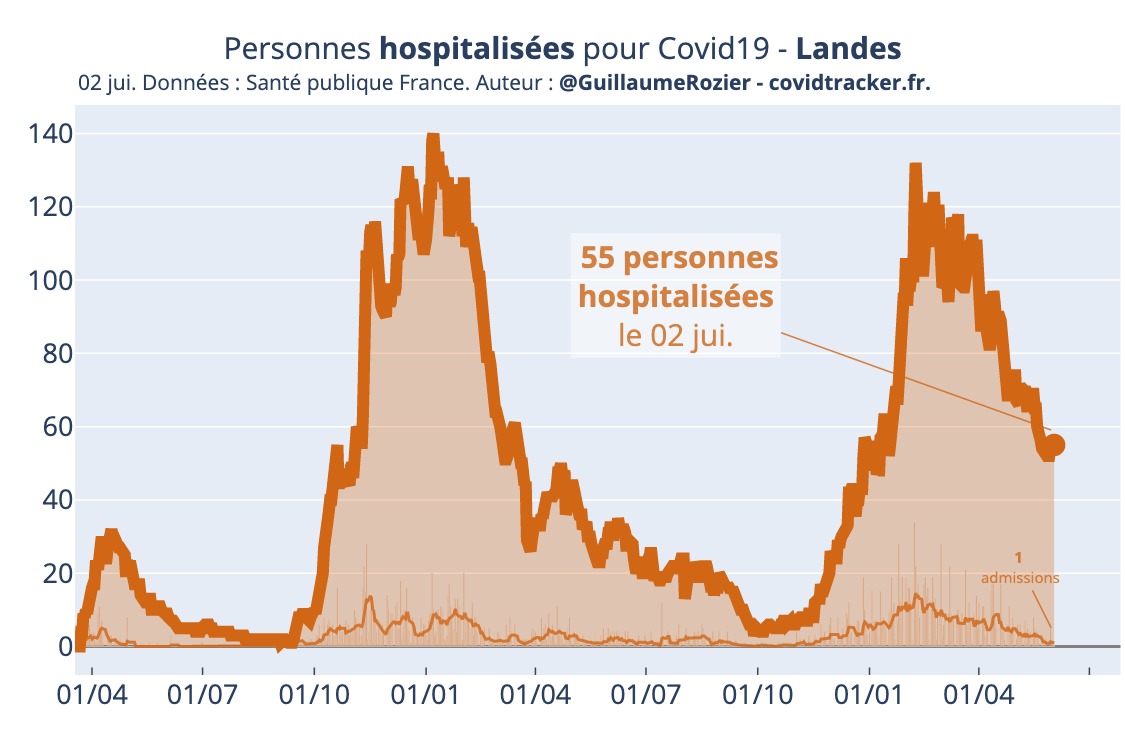 Personnes hospitalisées pour Covid19 - Landes
02 jui. Données : Santé publique France. Auteur : @GuillaumeRozier - covidtracker.fr.
140
120
100
80
60
40
20
0
55 personnes
hospitalisées
le 02 jui.
1
admissions
01/04 01/07 01/10 01/01 01/04 01/07 01/10 01/01 01/04